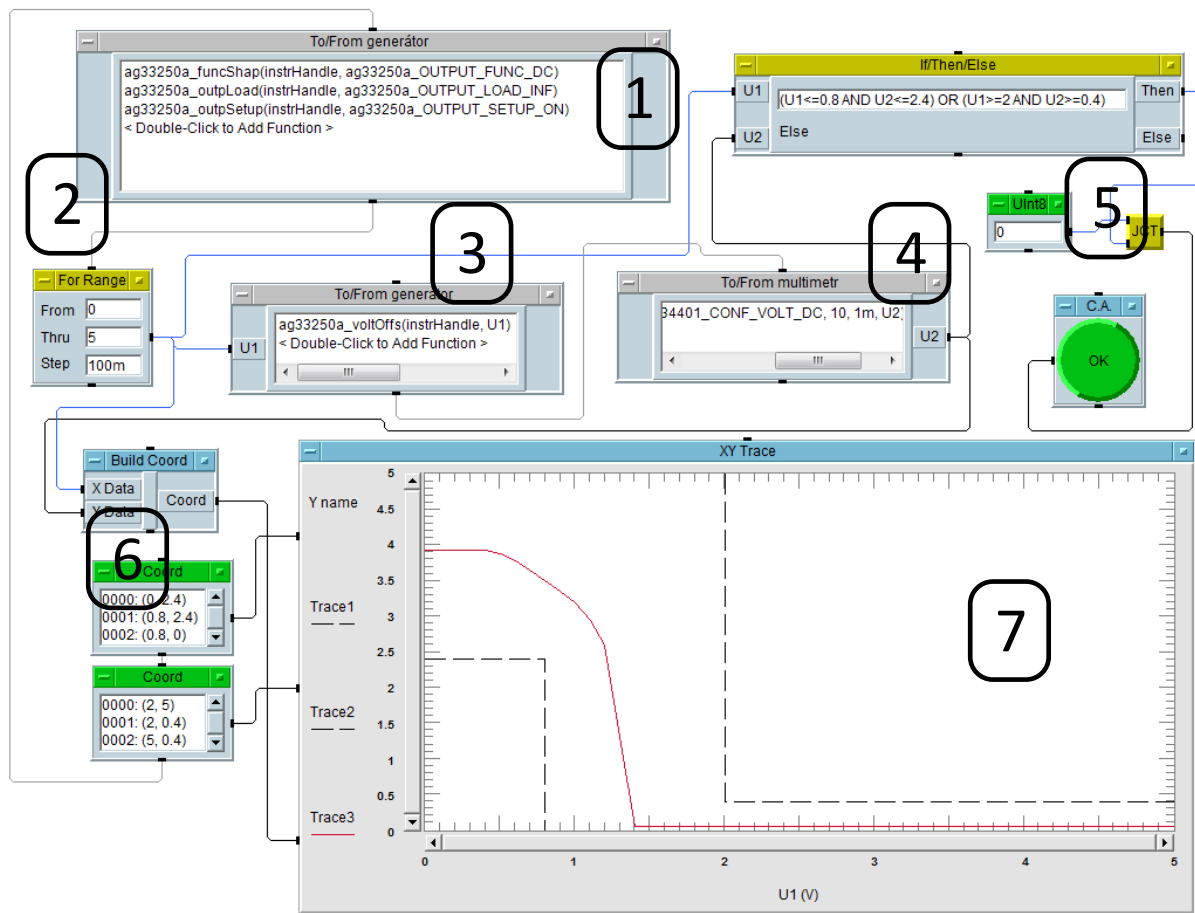 To/From generátor
ag33250a_funcShap(instrHandle, ag33250a_OUTPUT_FUNC_DC)
ag33250a_outpLoad(instrHandle, ag33250a_OUTPUT_LOAD_INF)
ag33250a_outpSetup(instrHandle, ag33250a_OUTPUT_SETUP_ON)
< Double-Click to Add Function >
1
If/Then/Else
U1
(U1<=0.8 AND U2<=2.4) OR (U1>=2 AND U2>=0.4)
Then
U2
Else
Else
2
For Range
From 0
Thru 5
Step 100m
3
To/From generátor
U1
ag33250a_voltOffs(instrHandle, U1)
< Double-Click to Add Function >
4
To/From multimetr
34401_CONF_VOLT_DC, 10, 1m, U2)
U2
5
UInt8
0
JCT
C.A.
OK
Build Coord
X Data
Y Data
Coord
6
Coord
0000: (0, 2.4)
0001: (0.8, 2.4)
0002: (0.8, 0)
Coord
0000: (2, 5)
0001: (2, 0.4)
0002: (5, 0.4)
XY Trace
Y name
Trace1
Trace2
Trace3
5
4.5
4
3.5
3
2.5
2
1.5
1
0.5
0
7
0 1 2 3 4 5
U1 (V)